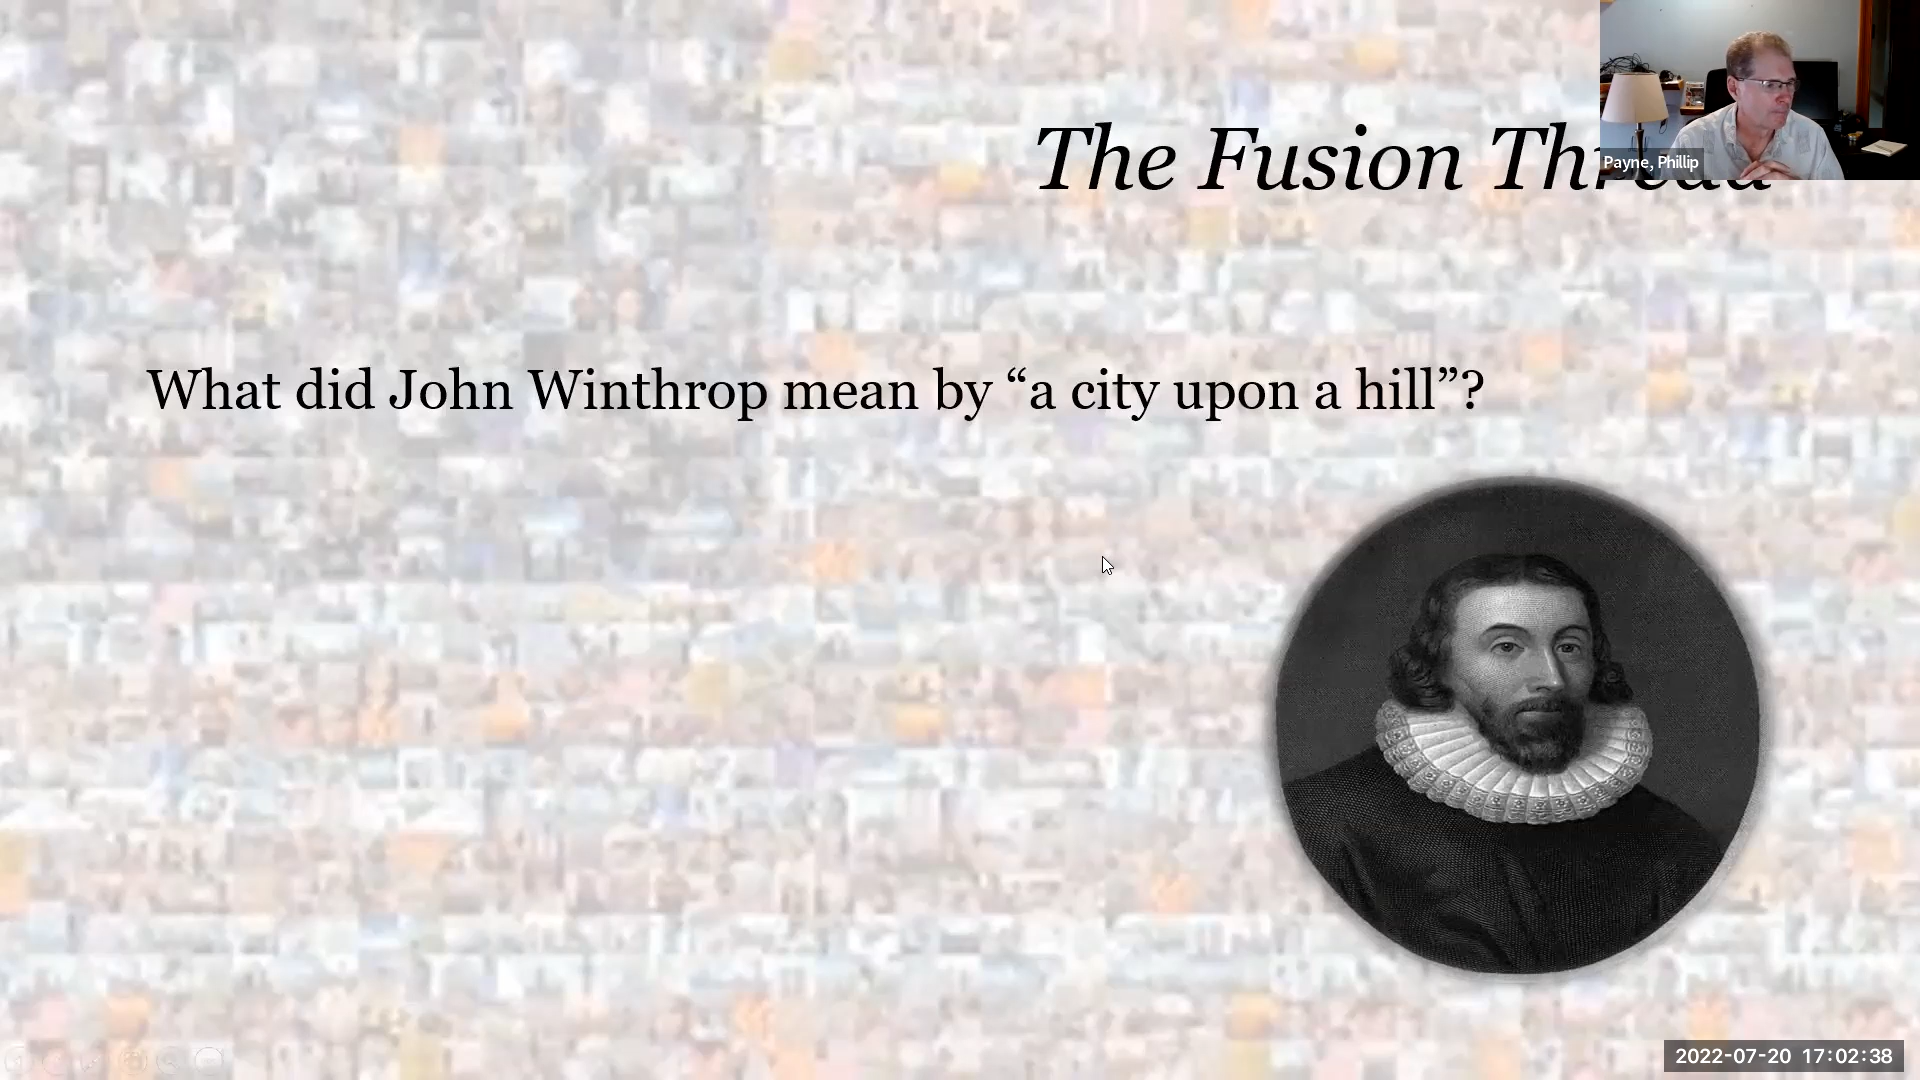 The Fusion Thread
Payne, Phillip
What did John Winthrop mean by “a city upon a hill”?
2022-07-20 17:02:38